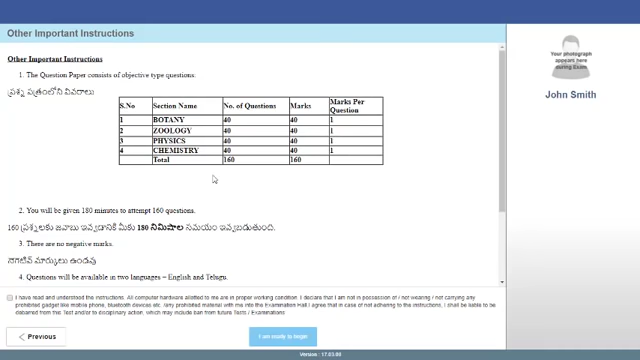 Other Important Instructions
Your photograph
appears here
during Exam
John Smith
Other Important Instructions
1. The Question Paper consists of objective type questions.
ప్రశ్న పత్రంలోని వివరాలు
S.No Section Name No. of Questions Marks Marks Per Question
1 BOTANY 40 40 1
2 ZOOLOGY 40 40 1
3 PHYSICS 40 40 1
4 CHEMISTRY 40 40 1
Total 160 160
2. You will be given 180 minutes to attempt 160 questions.
160 ప్రశ్నలకు జవాబు ఇవ్వడానికి మీకు 180 నిమిషాల సమయం ఇవ్వబడుతుంది.
3. There are no negative marks.
నెగటివ్ మార్కులు ఉండవు
4. Questions will be available in two languages – English and Telugu.
I have read and understood the instructions. All computer hardware allotted to me are in proper working condition. I declare that I am not in possession of / not wearing / not carrying any
prohibited gadget like mobile phone, bluetooth devices etc. /any prohibited material with me into the Examination Hall.I agree that in case of not adhering to the instructions, I shall be liable to be
debarred from this Test and/or to disciplinary action, which may include ban from future Tests / Examinations
Previous
I am ready to begin
Version : 17.03.00